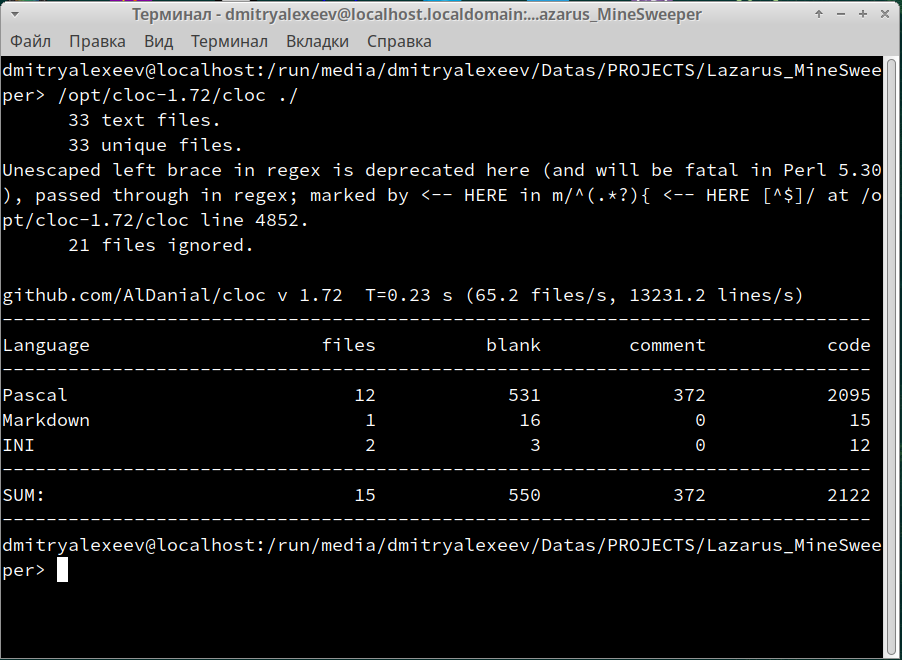 Терминал - dmitryalexeev@localhost.localdomain:...azarus_MineSweeper
Файл Правка Вид Терминал Вкладки Справка
dmitryalexeev@localhost:/run/media/dmitryalexeev/Datas/PROJECTS/Lazarus_MineSwee
per> /opt/cloc-1.72/cloc ./
      33 text files.
      33 unique files.
Unescaped left brace in regex is deprecated here (and will be fatal in Perl 5.30
), passed through in regex; marked by <-- HERE in m/^(.*?){ <-- HERE [^$]/ at /o
pt/cloc-1.72/cloc line 4852.
      21 files ignored.

github.com/AlDanial/cloc v 1.72  T=0.23 s (65.2 files/s, 13231.2 lines/s)
-------------------------------------------------------------------------------
Language                     files          blank        comment           code
-------------------------------------------------------------------------------
Pascal                          12            531            372           2095
Markdown                         1             16              0             15
INI                              2              3              0             12
-------------------------------------------------------------------------------
SUM:                            15            550            372           2122
-------------------------------------------------------------------------------
dmitryalexeev@localhost:/run/media/dmitryalexeev/Datas/PROJECTS/Lazarus_MineSwee
per>